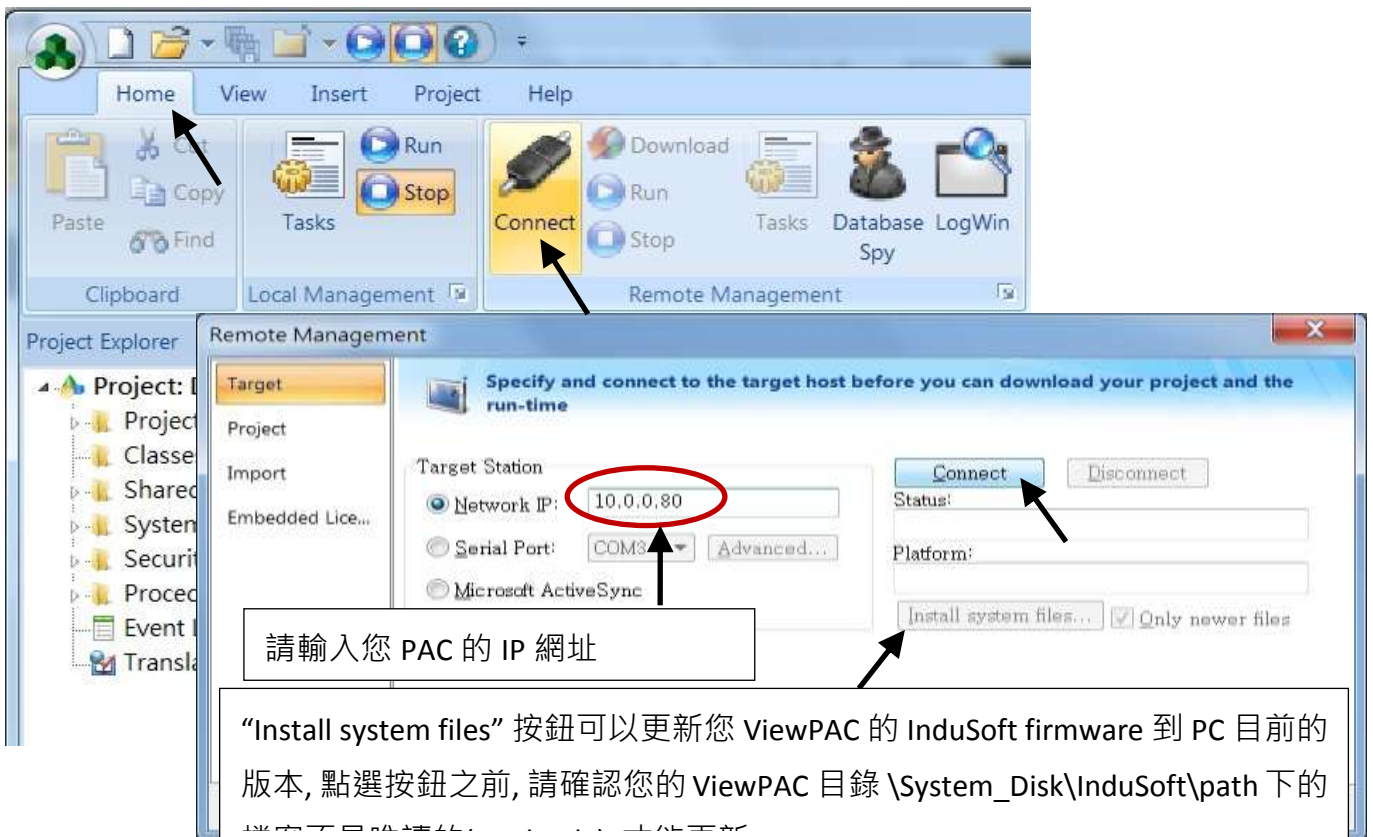 Home View Insert Project Help
Paste
Cut
Copy
Find
Clipboard
Tasks
Run
Stop
Local Management
Connect
Download
Run
Stop
Tasks
Database Spy
LogWin
Remote Management
Project Explorer
Project:
Projec
Classe
Shared
System
Securit
Proced
Event
Transla
Remote Management
Target
Project
Import
Embedded Lice...
Specify and connect to the target host before you can download your project and the
run-time
Target Station
Network IP: 10.0.0.80
Serial Port: COM3 Advanced...
Microsoft ActiveSync
Connect Disconnect
Status:
Platform:
Install system files... Only newer files
請輸入您 PAC 的 IP 網址
“Install system files” 按鈕可以更新您 ViewPAC 的 InduSoft firmware 到 PC 目前的
版本, 點選按鈕之前, 請確認您的 ViewPAC 目錄 \System_Disk\InduSoft\path 下的